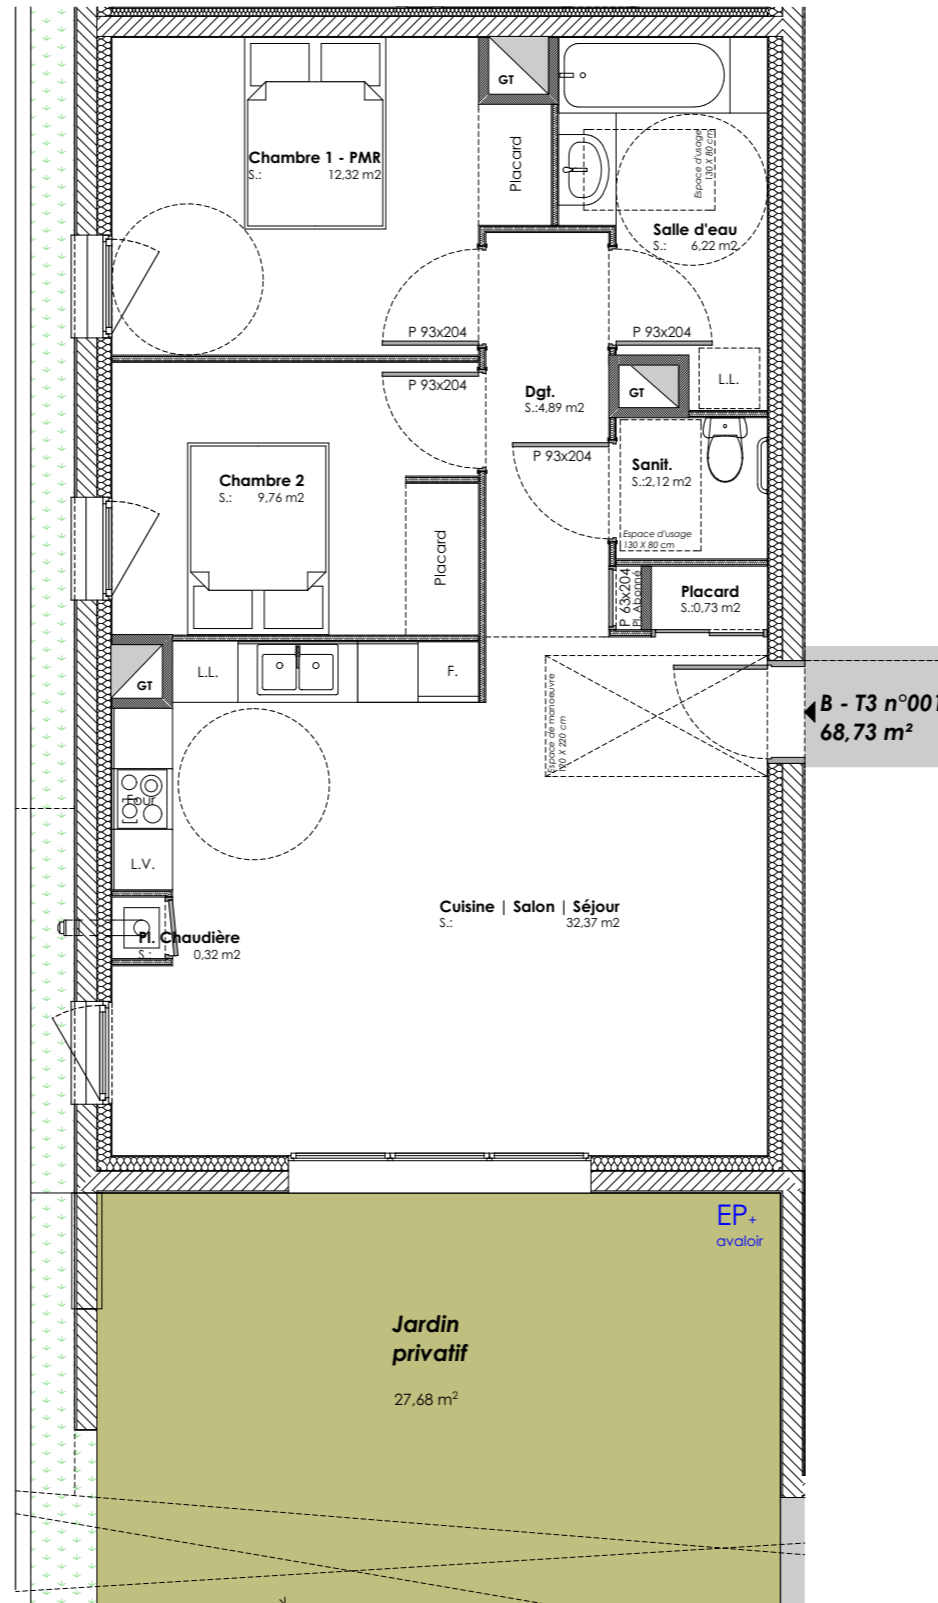 GT
Chambre 1 - PMR
S.: 12,32 m2
Placard
Espace d'usage
130 X 80 cm
Salle d'eau
S.: 6,22 m2
P 93x204
P 93x204
P 93x204
Dgt.
S.:4,89 m2
GT
L.L.
P 93x204
Sanit.
S.:2,12 m2
Chambre 2
S.: 9,76 m2
Placard
Espace d'usage
130 X 80 cm
P 63x204
Pl. Abonné
Placard
S.:0,73 m2
GT
L.L.
F.
Espace de manoeuvre
120 X 220 cm
B - T3 n°001
68,73 m²
Four
L.V.
Pl. Chaudière
S.: 0,32 m2
Cuisine | Salon | Séjour
S.: 32,37 m2
EP+
avaloir
Jardin
privatif
27,68 m²